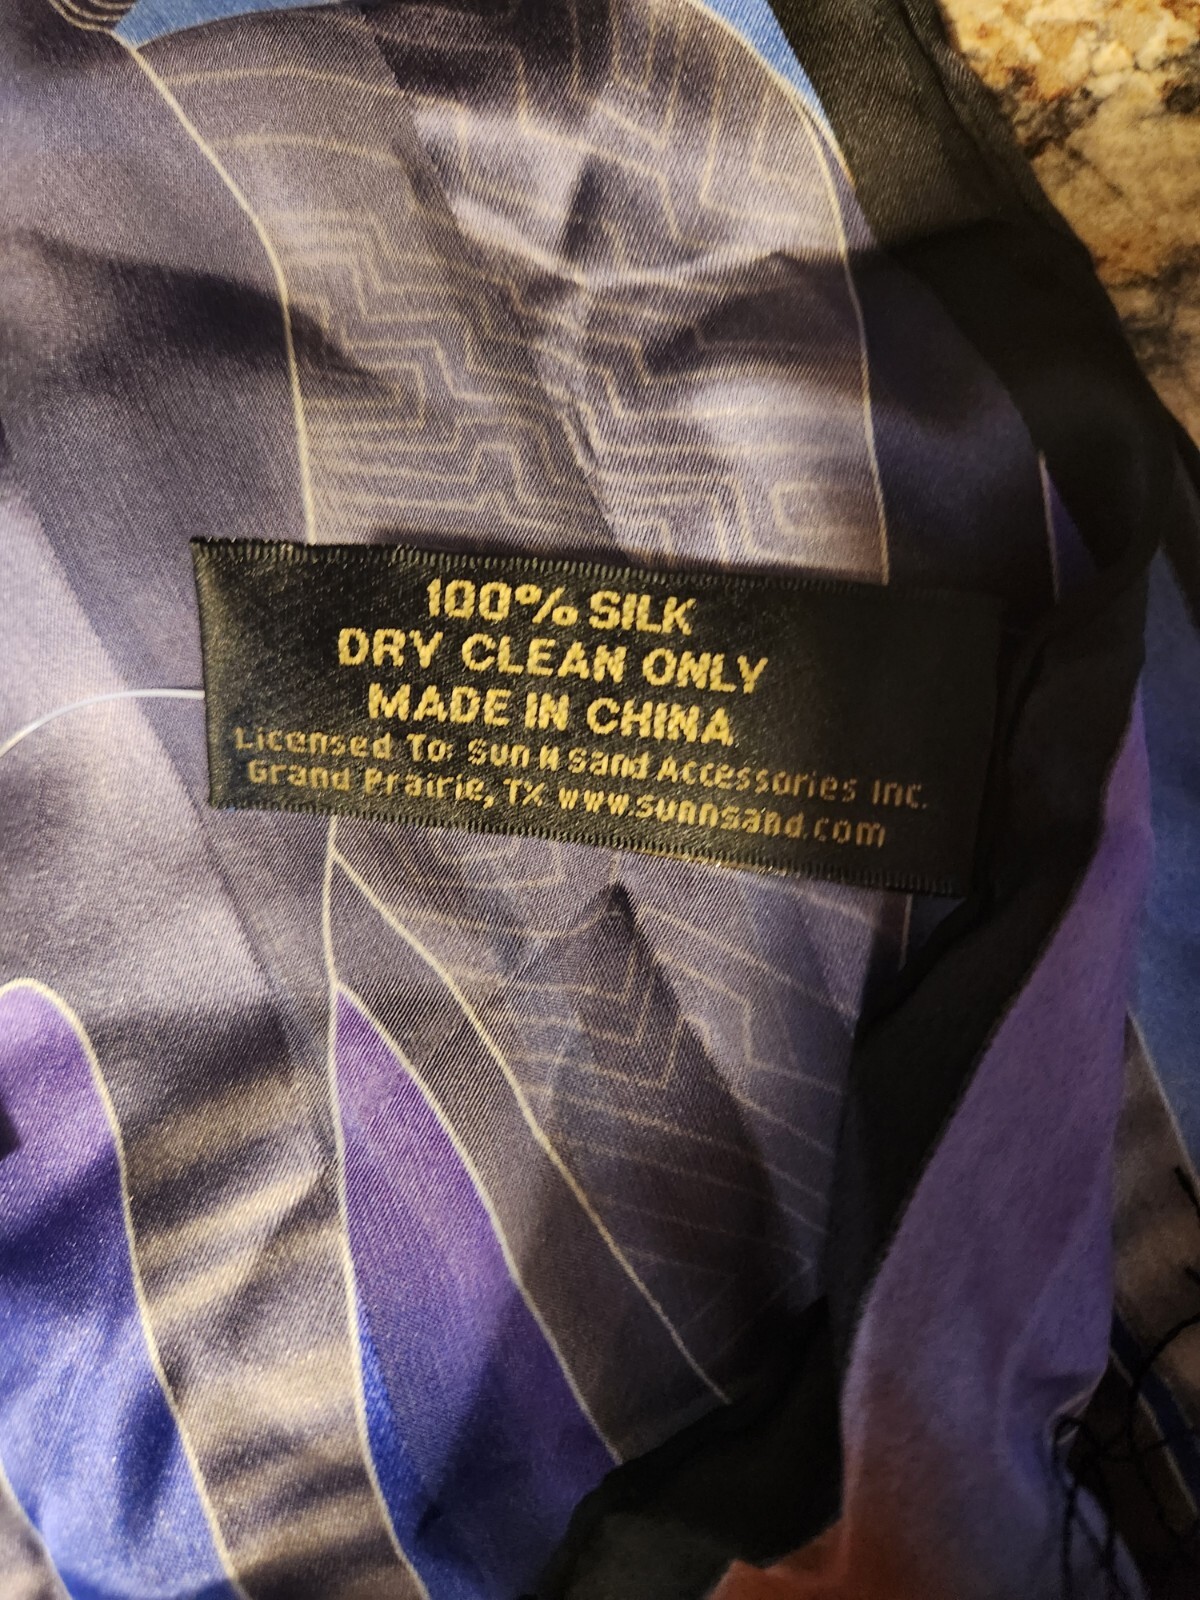 100% SILK
DRY CLEAN ONLY
MADE IN CHINA
Licensed To: Sun N Sand Accessories Inc.
Grand Prairie, TX www.sunnsand.com